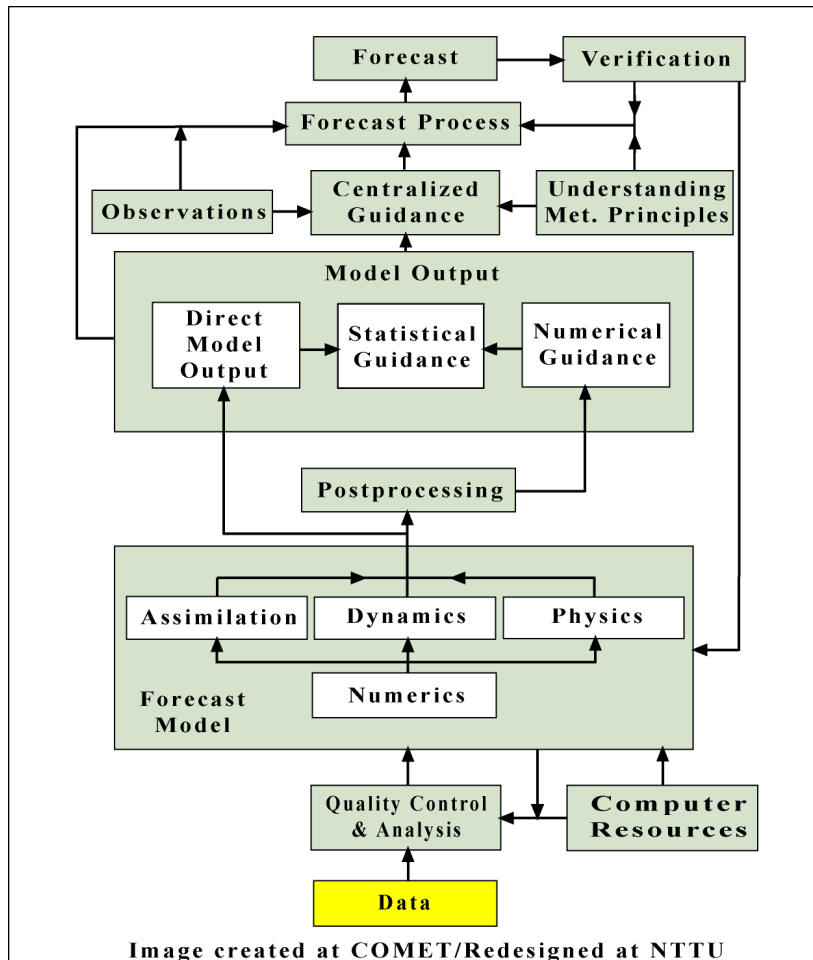 Forecast
Verification
Forecast Process
Observations
Centralized
Guidance
Understanding
Met. Principles
Model Output
Direct
Model
Output
Statistical
Guidance
Numerical
Guidance
Postprocessing
Assimilation
Dynamics
Physics
Numerics
Forecast
Model
Quality Control
& Analysis
Computer
Resources
Data
Image created at COMET/Redesigned at NTTU